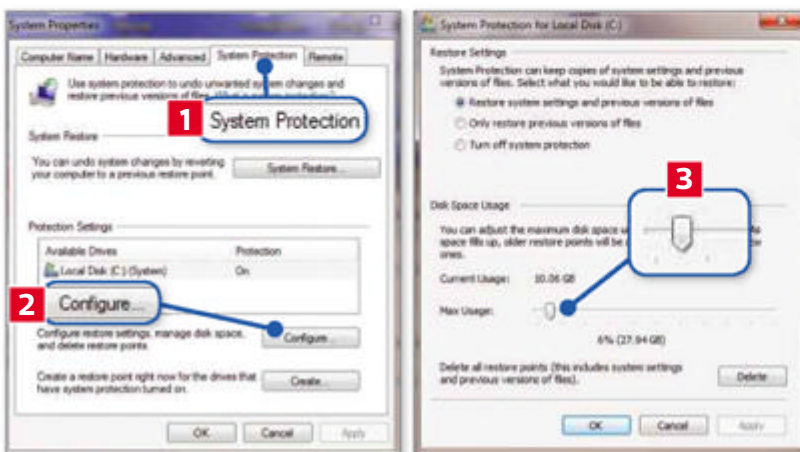 System Properties
Computer Name Hardware Advanced System Protection Remote
Use system protection to undo unwanted system changes and
restore previous versions of files.
1
System Protection
System Restore
You can undo system changes by reverting
your computer to a previous restore point.
System Restore...
Protection Settings
Available Drives Protection
Local Disk (C:) (System) On
2
Configure...
Configure restore settings, manage disk space,
and delete restore points.
Configure...
Create a restore point right now for the drives that
have system protection turned on.
Create...
OK Cancel Apply
System Protection for Local Disk (C:)
Restore Settings
System Protection can keep copies of system settings and previous
versions of files. Select what you would like to be able to restore:
Restore system settings and previous versions of files
Only restore previous versions of files
Turn off system protection
3
Disk Space Usage
You can adjust the maximum disk space
space fills up, older restore points will be
ones.
Current Usage: 10.06 GB
Max Usage:
6% (27.94 GB)
Delete all restore points (this includes system settings
and previous versions of files).
Delete
OK Cancel Apply